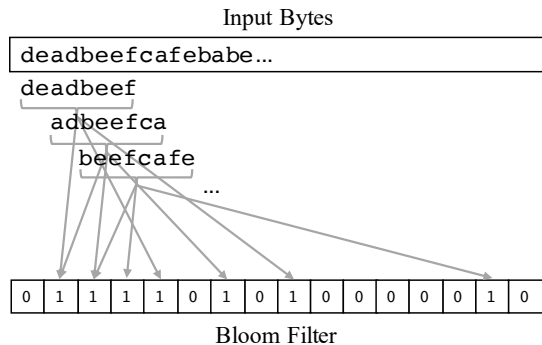 Input Bytes
deadbeefcafebabe...
deadbeef
adbeefca
beefcafe
...
0 1 1 1 1 0 1 0 1 0 0 0 0 0 1 0
Bloom Filter